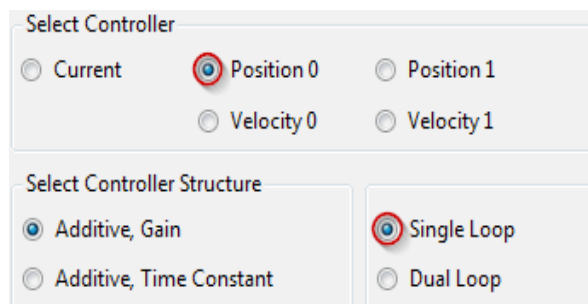 Select Controller
Current Position 0 Position 1
Velocity 0 Velocity 1
Select Controller Structure
Additive, Gain Single Loop
Additive, Time Constant Dual Loop